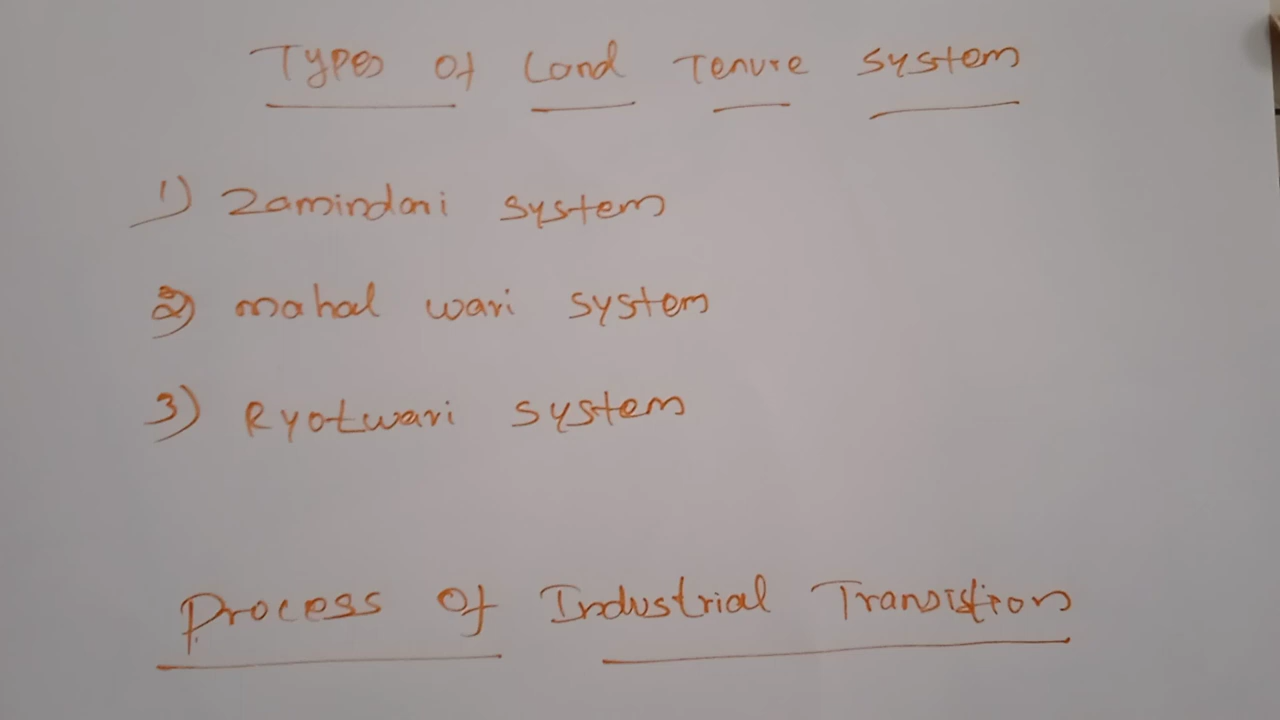 Types of Land Tenure system
1) Zamindari system
2) mahal wari system
3) Ryotwari system
Process of Industrial Transistion